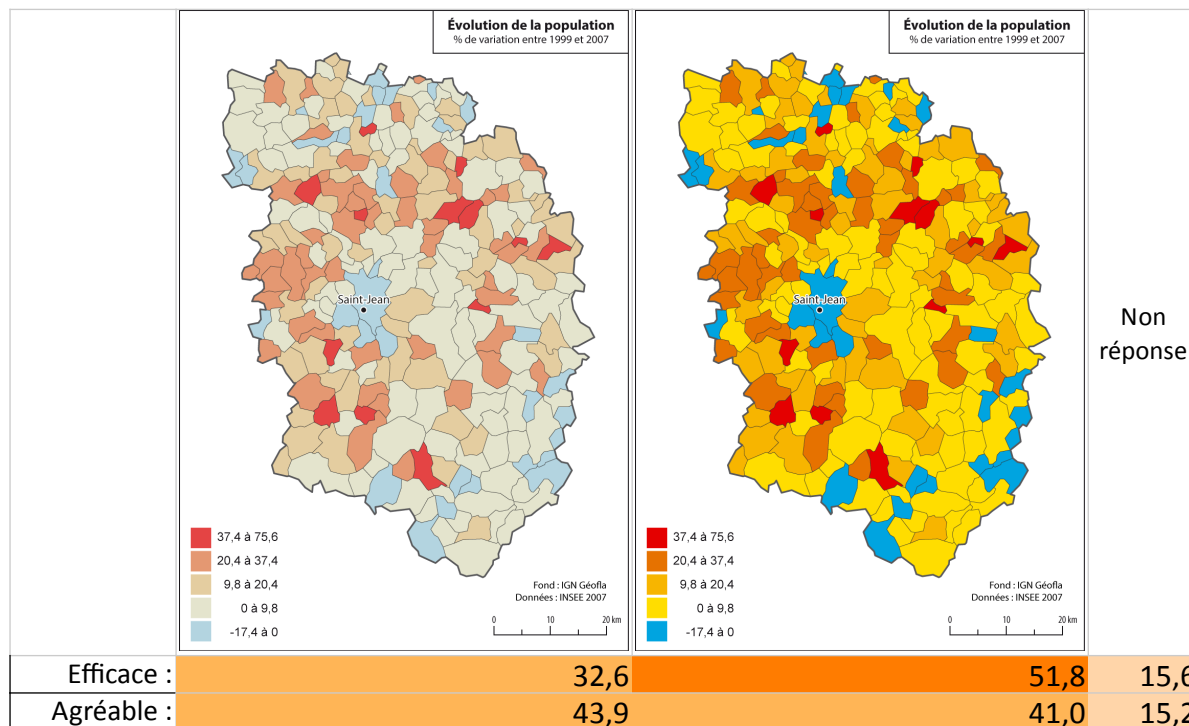 Évolution de la population
% de variation entre 1999 et 2007
Saint-Jean
37,4 à 75,6
20,4 à 37,4
9,8 à 20,4
0 à 9,8
-17,4 à 0
Fond : IGN Géofla
Données : INSEE 2007
0 10 20 km
Évolution de la population
% de variation entre 1999 et 2007
Saint-Jean
37,4 à 75,6
20,4 à 37,4
9,8 à 20,4
0 à 9,8
-17,4 à 0
Fond : IGN Géofla
Données : INSEE 2007
0 10 20 km
Non
réponse
Efficace : 32,6 51,8 15,6
Agréable : 43,9 41,0 15,2